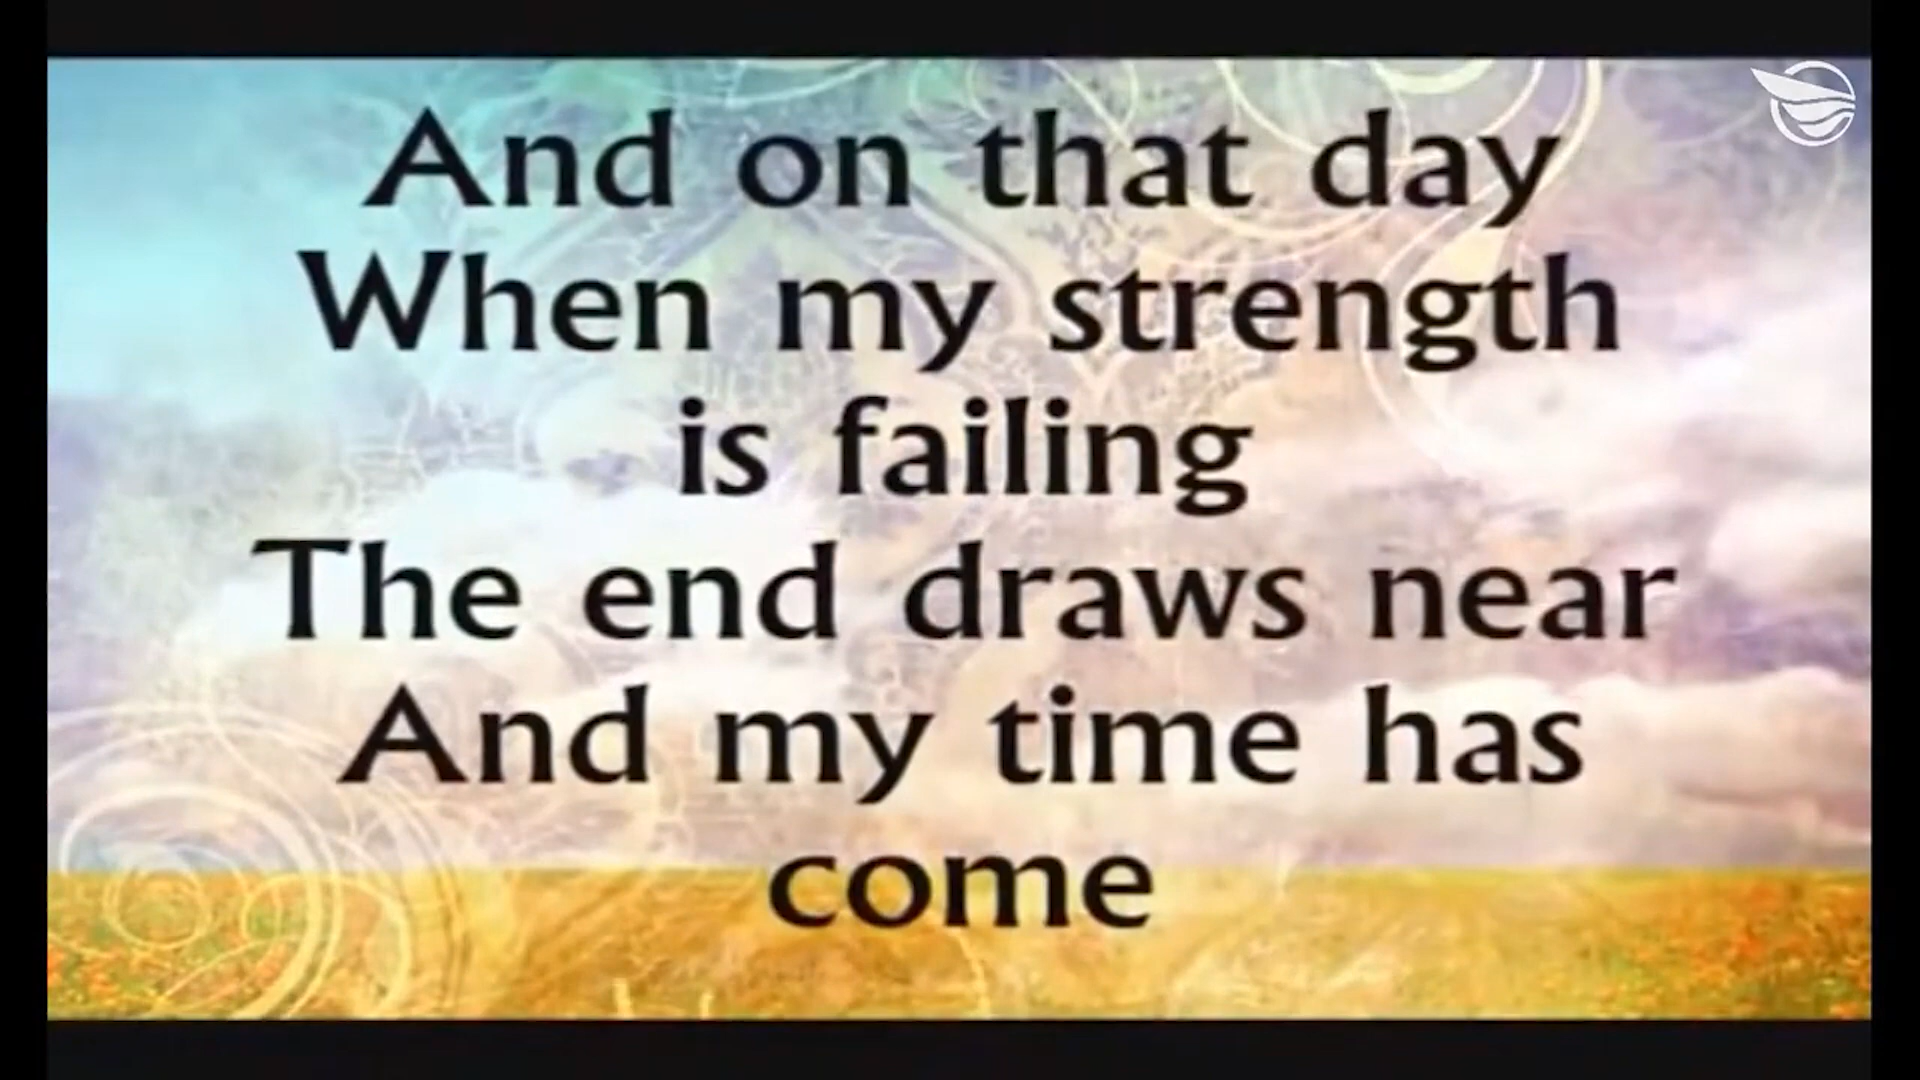 And on that day
When my strength
is failing
The end draws near
And my time has
come